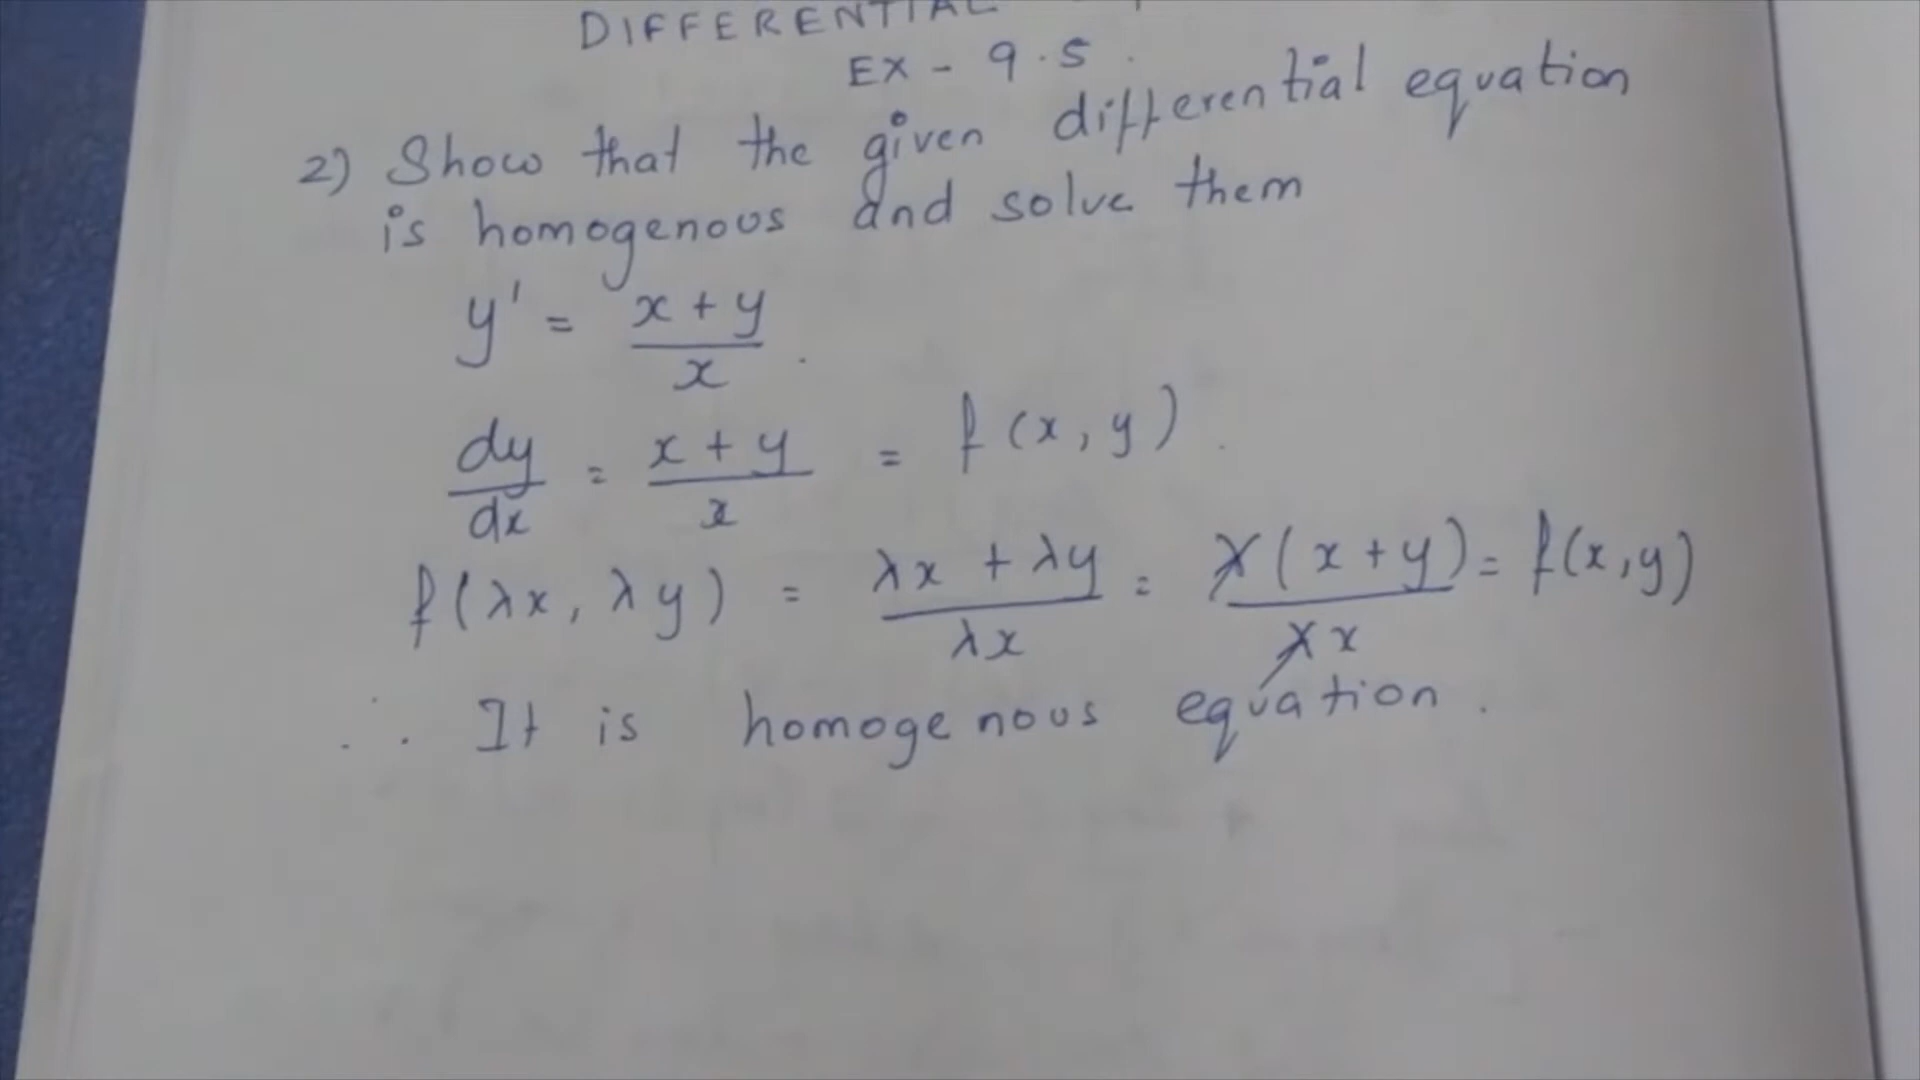 DIFFERENTIAL
EX - 9.5
2) Show that the given differential equation
is homogenous and solve them
y' = x + y / x
dy/dx = x + y / x = f(x, y)
f(λx, λy) = λx + λy / λx = λ(x + y) / λx = f(x, y)
∴ It is homogenous equation.